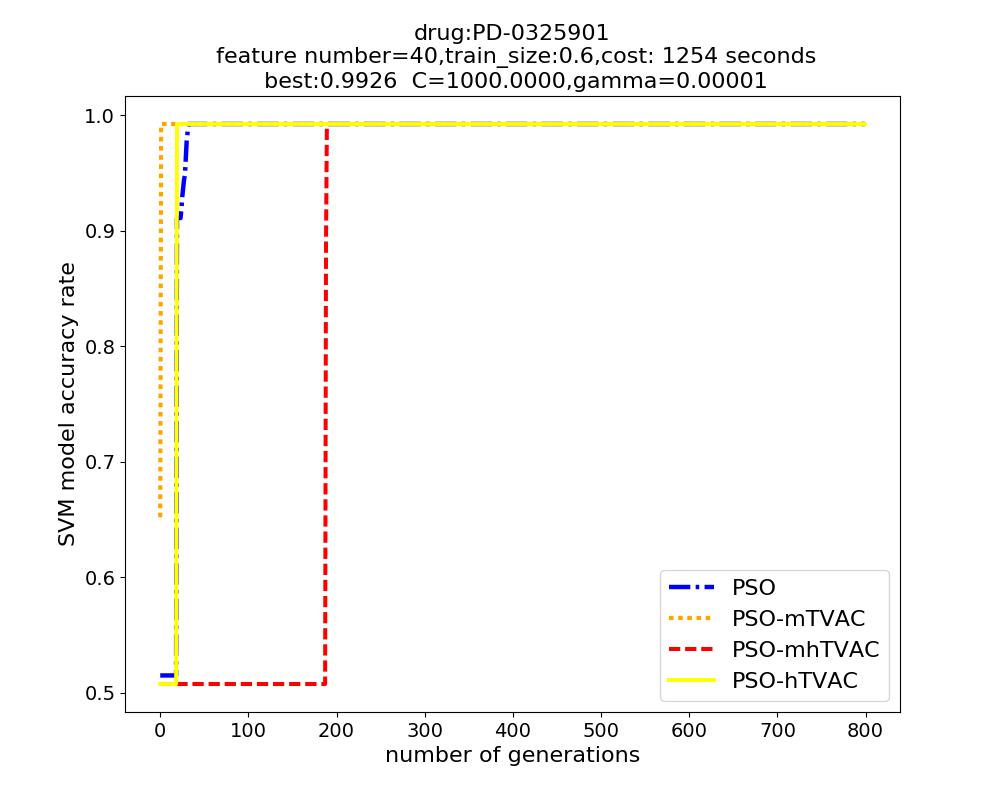 drug:PD-0325901
feature number=40,train_size:0.6,cost: 1254 seconds
best:0.9926  C=1000.0000,gamma=0.00001
1.0
0.9
0.8
0.7
0.6
0.5
SVM model accuracy rate
PSO
PSO-mTVAC
PSO-mhTVAC
PSO-hTVAC
0 100 200 300 400 500 600 700 800
number of generations